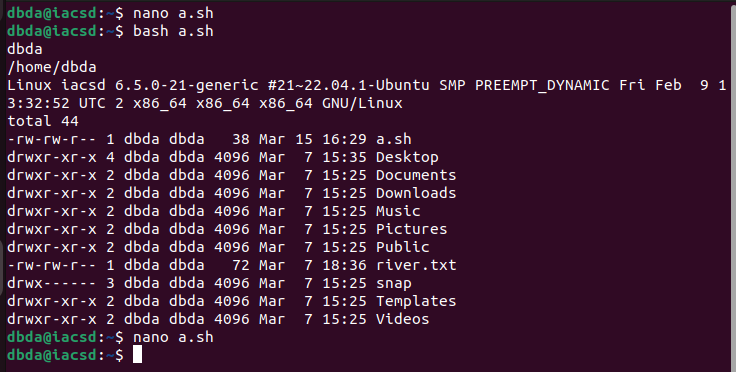 dbda@iacsd:~$ nano a.sh
dbda@iacsd:~$ bash a.sh
dbda
/home/dbda
Linux iacsd 6.5.0-21-generic #21~22.04.1-Ubuntu SMP PREEMPT_DYNAMIC Fri Feb  9 1
3:32:52 UTC 2 x86_64 x86_64 x86_64 GNU/Linux
total 44
-rw-rw-r-- 1 dbda dbda   38 Mar 15 16:29 a.sh
drwxr-xr-x 4 dbda dbda 4096 Mar  7 15:35 Desktop
drwxr-xr-x 2 dbda dbda 4096 Mar  7 15:25 Documents
drwxr-xr-x 2 dbda dbda 4096 Mar  7 15:25 Downloads
drwxr-xr-x 2 dbda dbda 4096 Mar  7 15:25 Music
drwxr-xr-x 2 dbda dbda 4096 Mar  7 15:25 Pictures
drwxr-xr-x 2 dbda dbda 4096 Mar  7 15:25 Public
-rw-rw-r-- 1 dbda dbda   72 Mar  7 18:36 river.txt
drwx------ 3 dbda dbda 4096 Mar  7 15:25 snap
drwxr-xr-x 2 dbda dbda 4096 Mar  7 15:25 Templates
drwxr-xr-x 2 dbda dbda 4096 Mar  7 15:25 Videos
dbda@iacsd:~$ nano a.sh
dbda@iacsd:~$